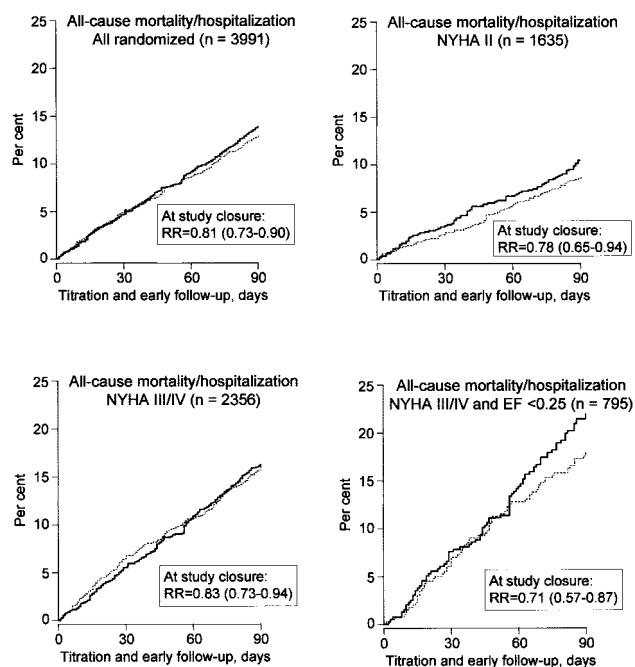 All-cause mortality/hospitalization
All randomized (n = 3991)
25
20
15
10
5
0
Per cent
At study closure:
RR=0.81 (0.73-0.90)
0
30
60
90
Titration and early follow-up, days
All-cause mortality/hospitalization
NYHA II (n = 1635)
25
20
15
10
5
0
Per cent
At study closure:
RR=0.78 (0.65-0.94)
0
30
60
90
Titration and early follow-up, days
All-cause mortality/hospitalization
NYHA III/IV (n = 2356)
25
20
15
10
5
0
Per cent
At study closure:
RR=0.83 (0.73-0.94)
0
30
60
90
Titration and early follow-up, days
All-cause mortality/hospitalization
NYHA III/IV and EF <0.25 (n = 795)
25
20
15
10
5
0
Per cent
At study closure:
RR=0.71 (0.57-0.87)
0
30
60
90
Titration and early follow-up, days